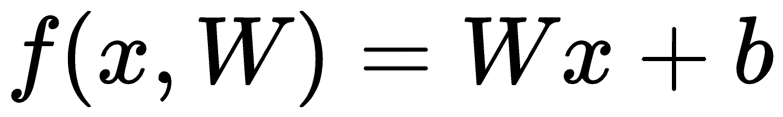 f(x, W) = Wx + b